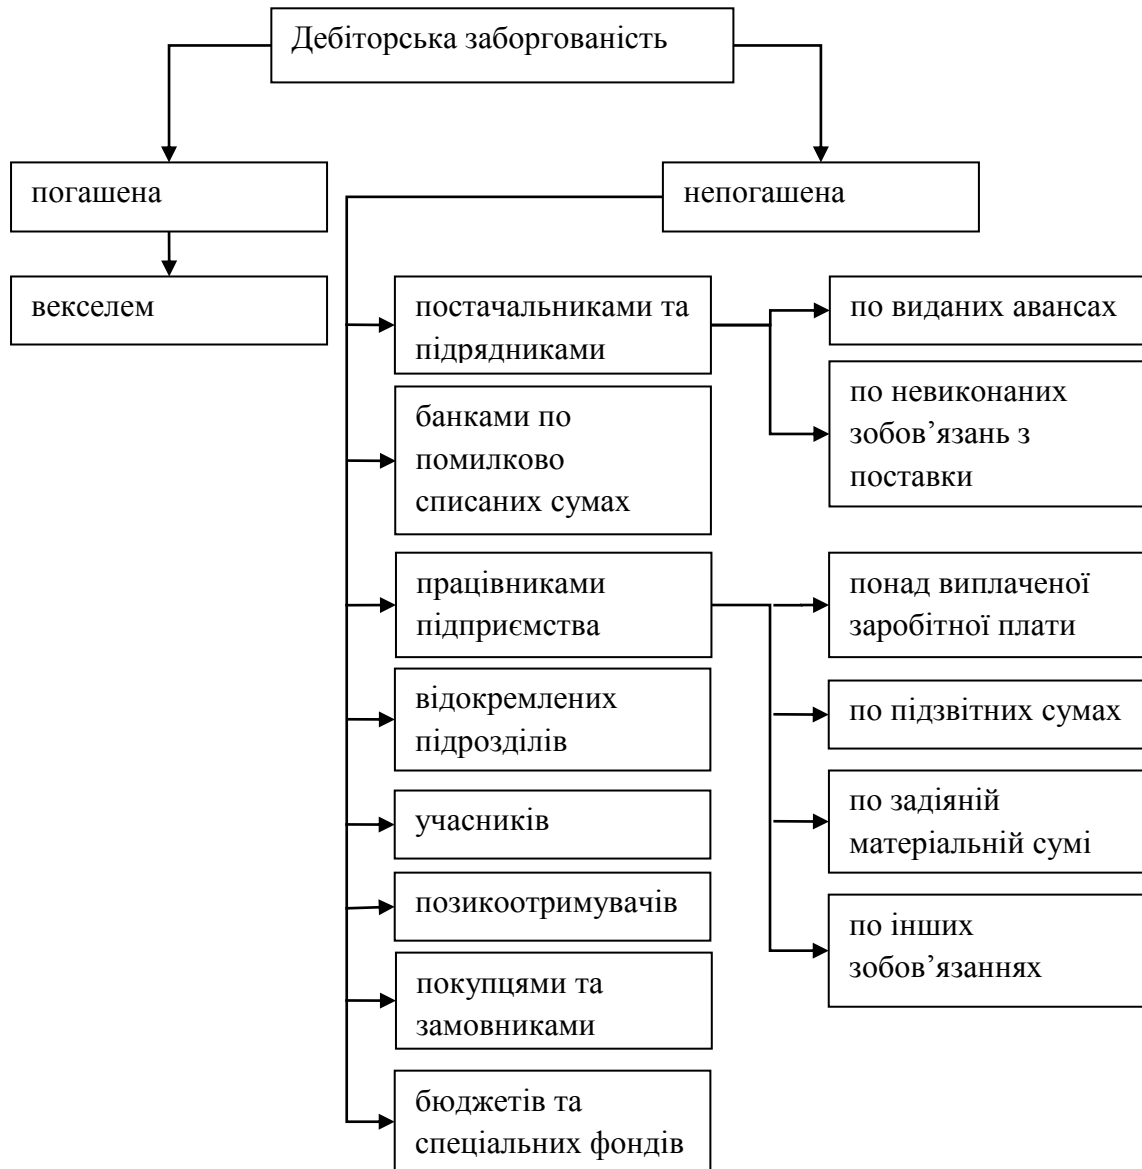 Дебіторська заборгованість
погашена
непогашена
векселем
постачальниками та
підрядниками
по виданих авансах
по невиконаних
зобов’язань з
поставки
банками по
помилково
списаних сумах
працівниками
підприємства
понад виплаченої
заробітної плати
по підзвітних сумах
по задіяній
матеріальній сумі
по інших
зобов’язаннях
відокремлених
підрозділів
учасників
позикоотримувачів
покупцями та
замовниками
бюджетів та
спеціальних фондів